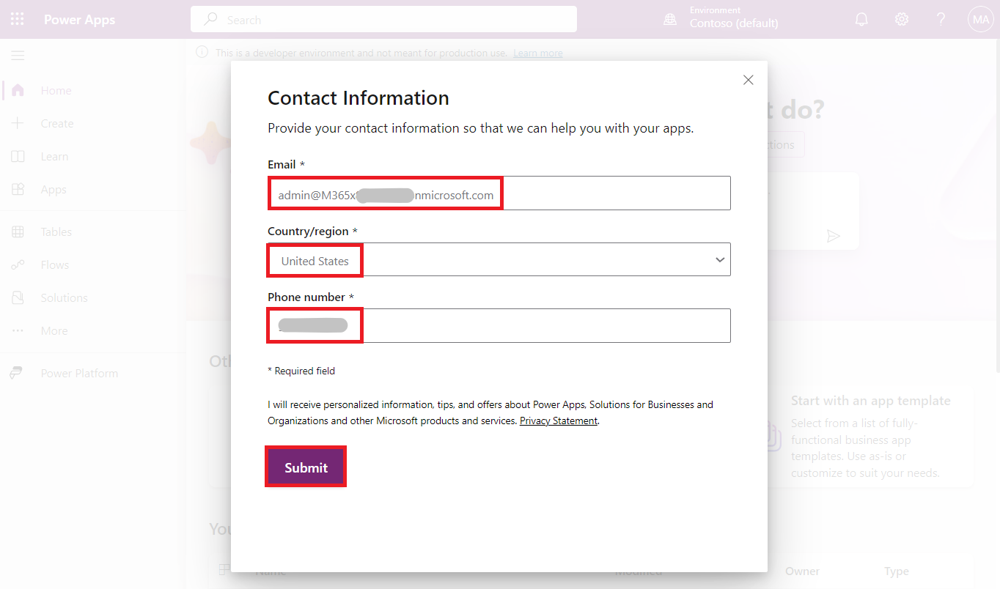 Power Apps
Search
Environment
Contoso (default)
MA
This is a developer environment and not meant for production use. Learn more
Home
Create
Learn
Apps
Tables
Flows
Solutions
More
Power Platform
t do?
ctions
Contact Information
Provide your contact information so that we can help you with your apps.
Email *
admin@M365x nmicrosoft.com
Country/region *
United States
Phone number *
* Required field
I will receive personalized information, tips, and offers about Power Apps, Solutions for Businesses and
Organizations and other Microsoft products and services. Privacy Statement.
Submit
Start with an app template
Select from a list of fully-
functional business app
templates. Use as-is or
customize to suit your needs.
You
Name
Modified
Owner
Type